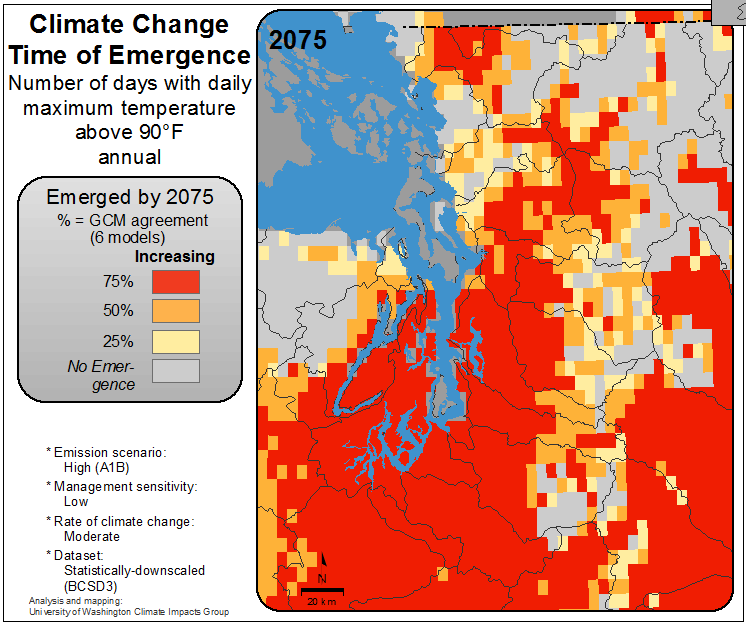 Climate Change
Time of Emergence
Number of days with daily
maximum temperature
above 90°F
annual
Emerged by 2075
% = GCM agreement
(6 models)
Increasing
75%
50%
25%
No Emer-
gence
* Emission scenario:
High (A1B)
* Management sensitivity:
Low
* Rate of climate change:
Moderate
* Dataset:
Statistically-downscaled
(BCSD3)
Analysis and mapping:
University of Washington Climate Impacts Group
2075
N
20 km